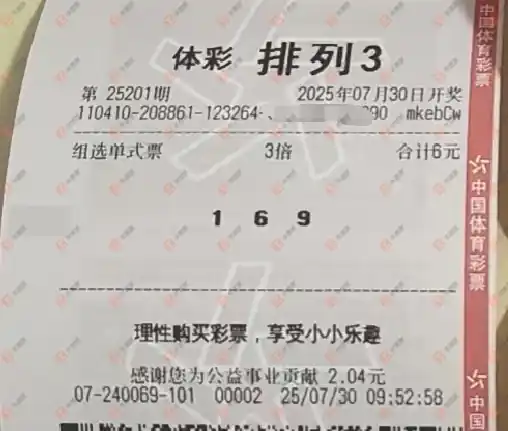 体彩 排列3
第 25201期 2025年07月30日开奖
110410-208861-123264- 90 mkebCw
组选单式票 3倍 合计6元
1 6 9
理性购买彩票，享受小小乐趣
感谢您为公益事业贡献 2.04元
07-240069-101 00002 25/07/30 09:52:58
中国体育彩票
中国体育彩票
中国